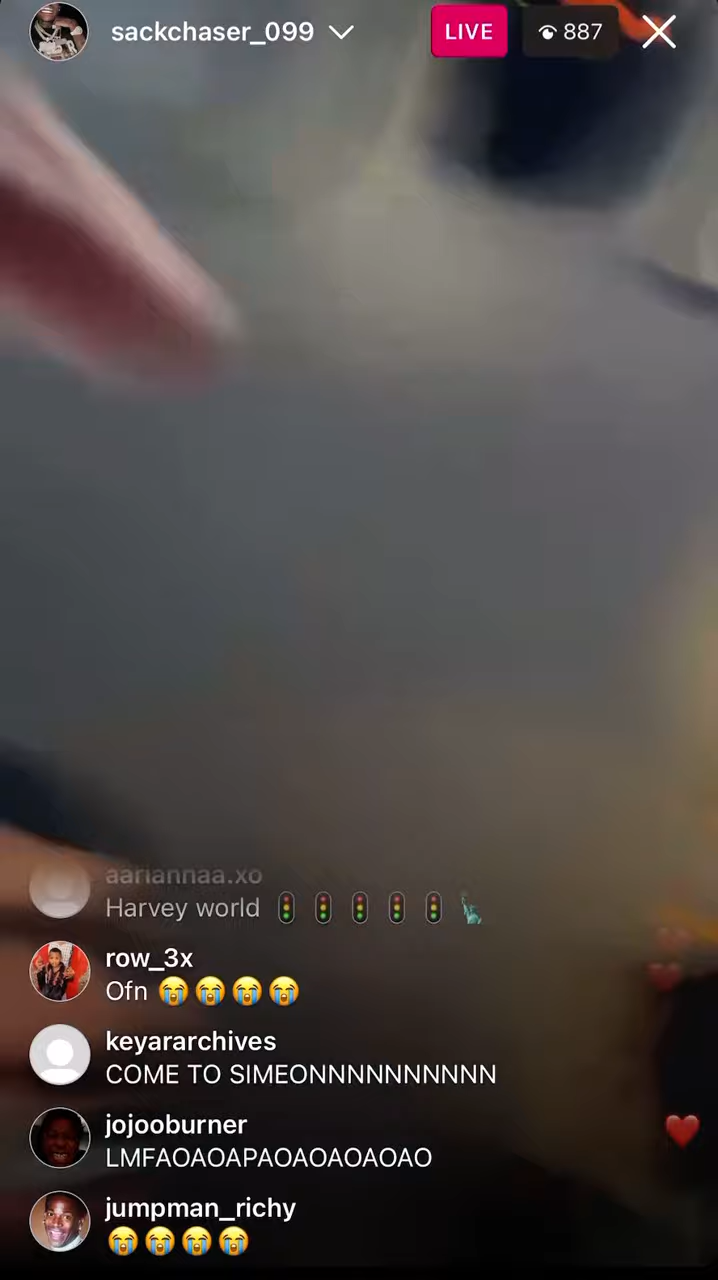 sackchaser_099
LIVE
887
aariannaa.xo
Harvey world 🚦 🚦 🚦 🚦 🚦 🗽
row_3x
Ofn 😭😭😭😭
keyararchives
COME TO SIMEONNNNNNNNNN
jojooburner
LMFAOAOAPAOAOAOAOAO
jumpman_richy
😭😭😭😭